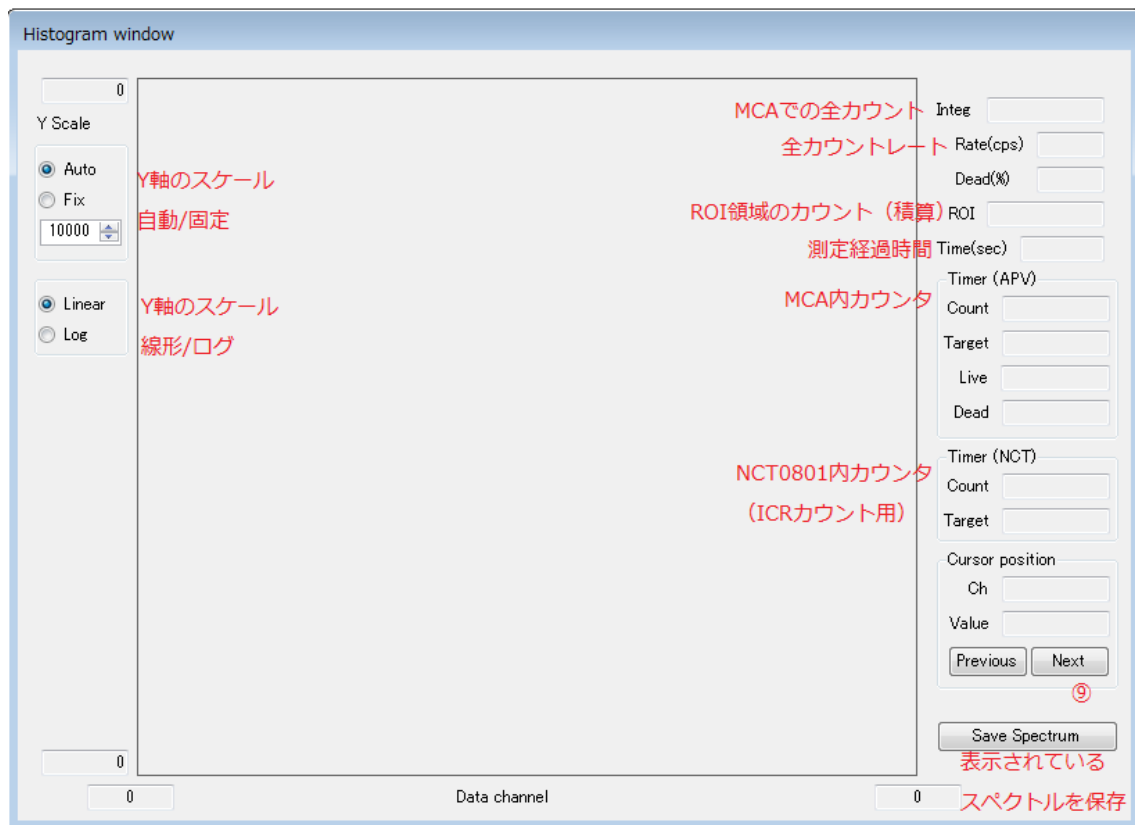 Histogram window
0
Y Scale
Auto
Fix
10000
Y軸のスケール
自動/固定
Linear
Log
Y軸のスケール
線形/ログ
MCAでの全カウント Integ
全カウントレート Rate(cps)
Dead(%)
ROI領域のカウント（積算） ROI
測定経過時間 Time(sec)
Timer (APV)
MCA内カウンタ
Count
Target
Live
Dead
Timer (NCT)
NCT0801内カウンタ
Count
（ICRカウント用）
Target
Cursor position
Ch
Value
Previous Next
⑨
Save Spectrum
表示されている
スペクトルを保存
0
0 Data channel 0